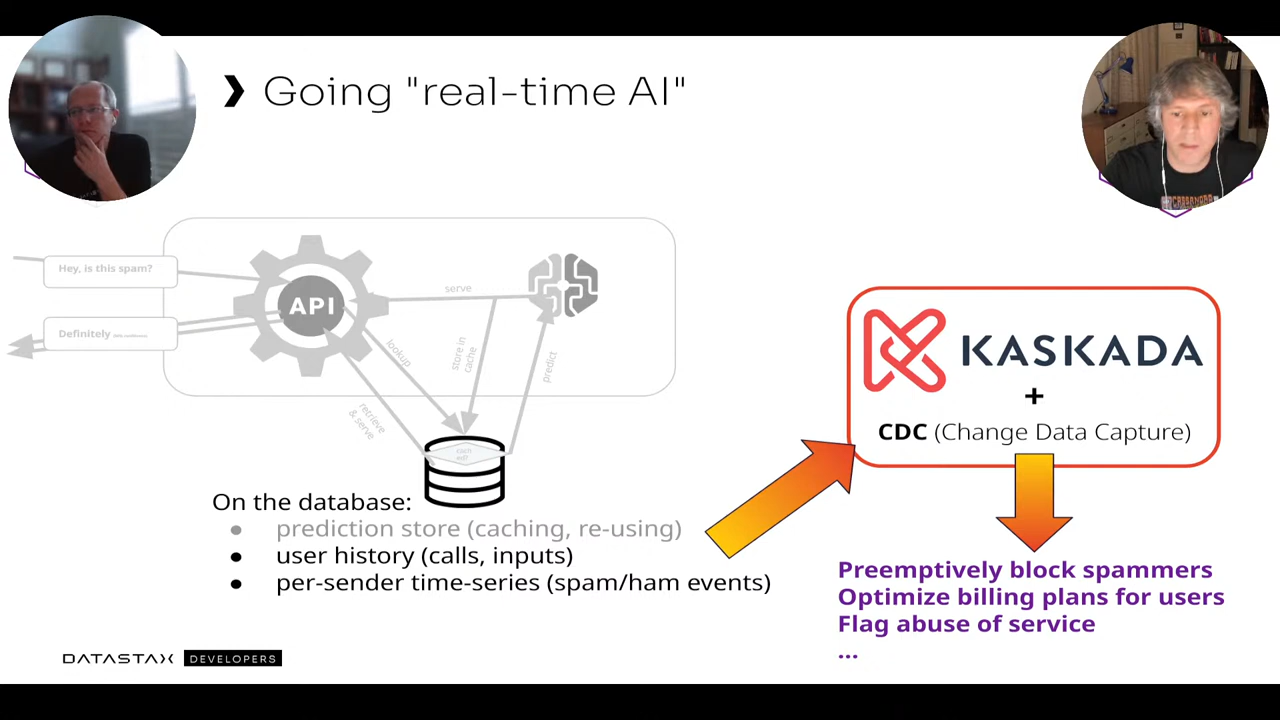 Going "real-time AI"
Hey, is this spam?
API
serve
Definitely
lookup
store in
cache
predict
retrieve
& serve
KASKADA
+
CDC (Change Data Capture)
On the database:
● prediction store (caching, re-using)
● user history (calls, inputs)
● per-sender time-series (spam/ham events)
Preemptively block spammers
Optimize billing plans for users
Flag abuse of service
...
DATASTAX DEVELOPERS